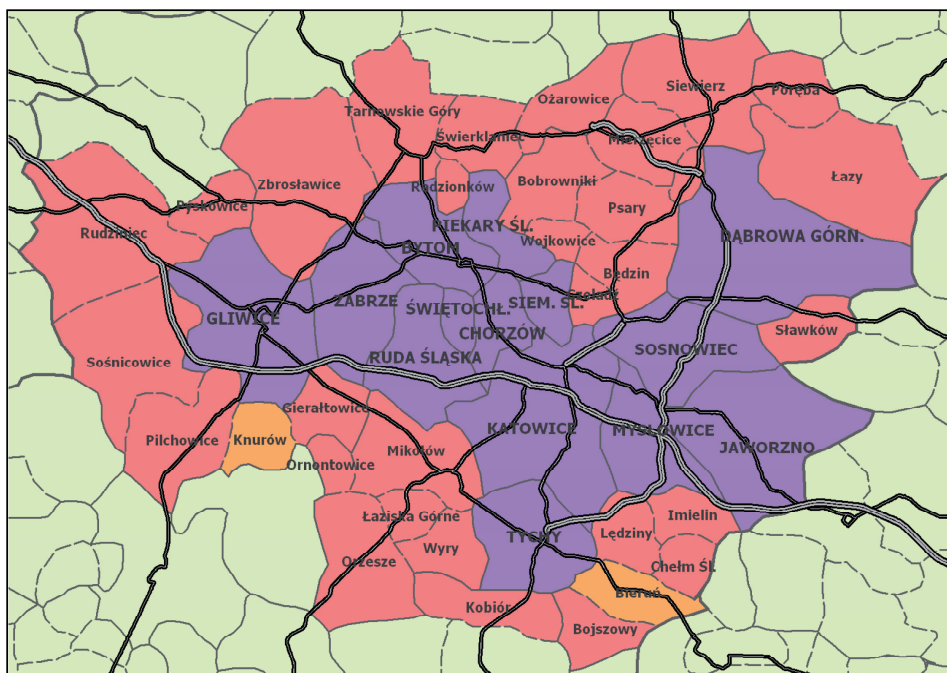 Siewierz
Poręba
Ożarowice
Tarnowskie Góry
Świerklaniec
Mierzęcice
Łazy
Zbrosławice
Radzionków
Bobrowniki
Pyskowice
Psary
PIEKARY ŚL.
Rudziniec
Wojkowice
DĄBROWA GÓRN.
BYTOM
Będzin
Czeladź
ZABRZE
SIEM. ŚL.
ŚWIĘTOCHŁ.
GLIWICE
CHORZÓW
Sławków
SOSNOWIEC
RUDA ŚLĄSKA
Sośnicowice
Gierałtowice
KATOWICE
MYSŁOWICE
Pilchowice
Knurów
Mikołów
JAWORZNO
Ornontowice
Łaziska Górne
Imielin
Lędziny
TYCHY
Wyry
Orzesze
Chełm Śl.
Bieruń
Kobiór
Bojszowy